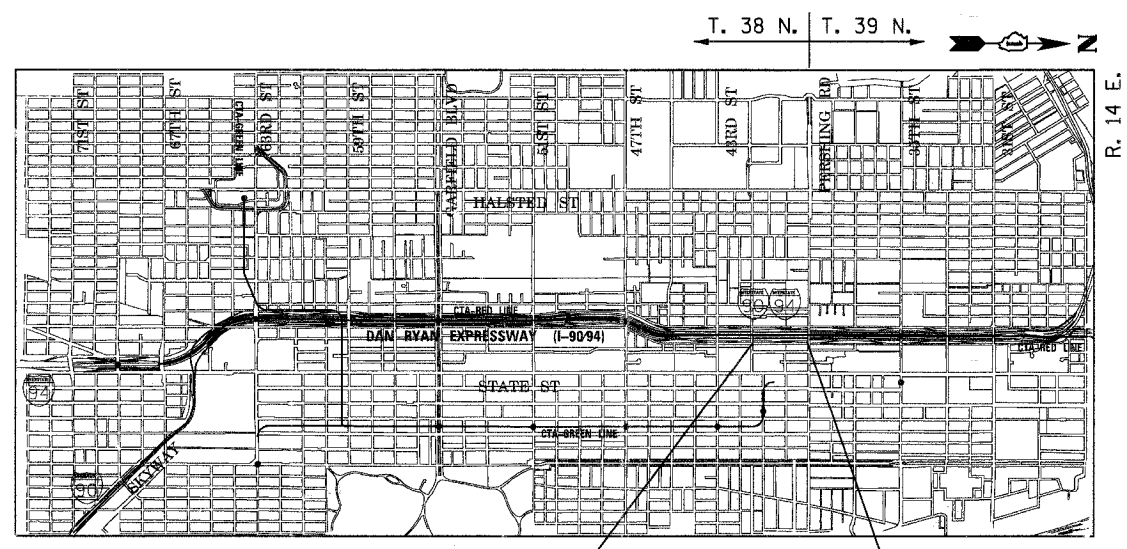 T. 38 N. T. 39 N.
N
R. 14 E.
71ST ST
67TH ST
CTA-GREEN LINE
63RD ST
59TH ST
GARFIELD BLVD
51ST ST
47TH ST
43RD ST
PERSHING RD
35TH ST
31ST ST
HALSTED ST
INTERSTATE
90
INTERSTATE
94
CTA-RED LINE
DAN RYAN EXPRESSWAY (I-90/94)
CTA-RED LINE
94
STATE ST
CTA-GREEN LINE
SKYWAY
90